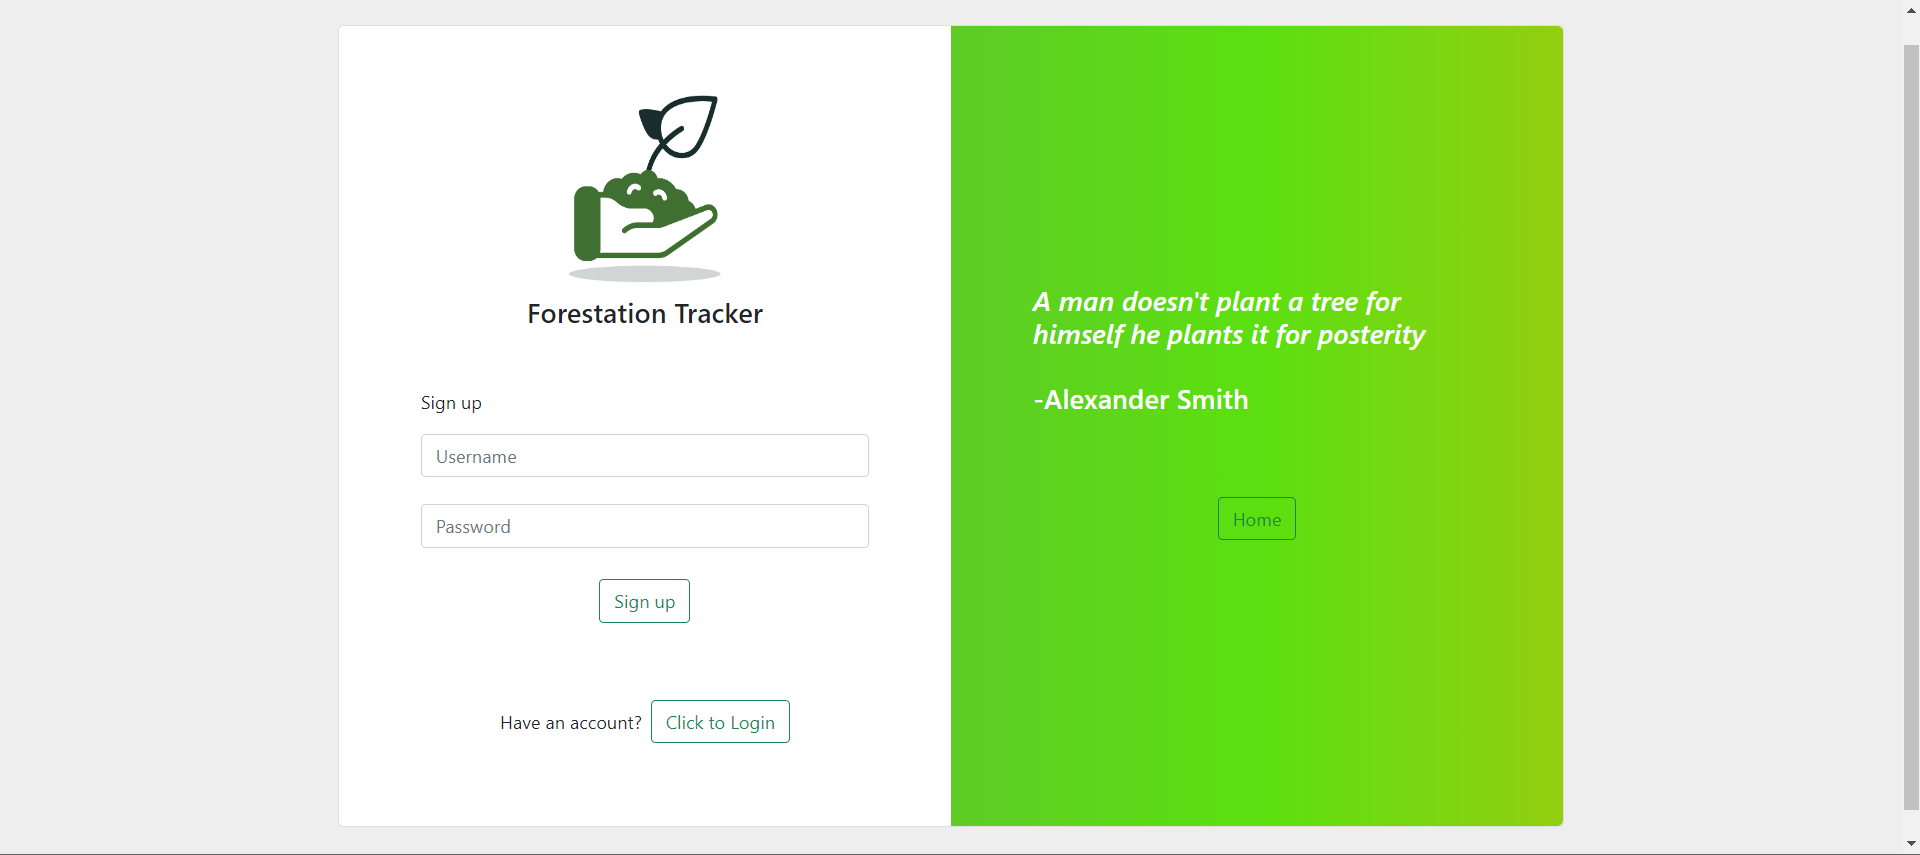 Forestation Tracker
Sign up
Username
Password
Sign up
Have an account? Click to Login
A man doesn't plant a tree for
himself he plants it for posterity
-Alexander Smith
Home